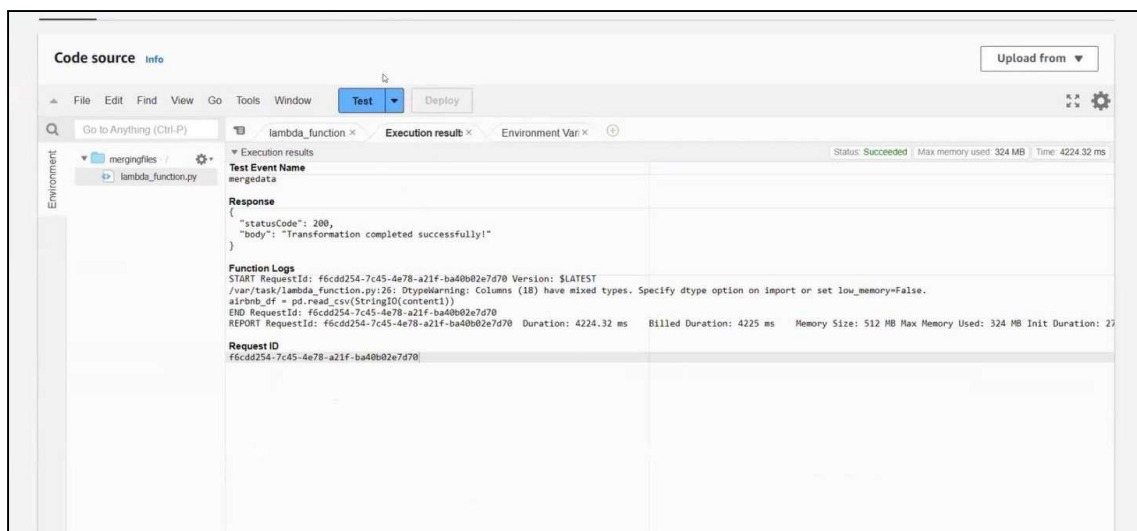 Code source Info
Upload from ▼
File Edit Find View Go Tools Window Test Deploy
Go to Anything (Ctrl-P)
lambda_function × Execution result: × Environment Vari ×
Environment
mergingfiles /
lambda_function.py
▼ Execution results
Status: Succeeded Max memory used: 324 MB Time: 4224.32 ms
Test Event Name
mergedata
Response
{
"statusCode": 200,
"body": "Transformation completed successfully!"
}
Function Logs
START RequestId: f6cdd254-7c45-4e78-a21f-ba40b02e7d70 Version: $LATEST
/var/task/lambda_function.py:26: DtypeWarning: Columns (18) have mixed types. Specify dtype option on import or set low_memory=False.
airbnb_df = pd.read_csv(StringIO(content1))
END RequestId: f6cdd254-7c45-4e78-a21f-ba40b02e7d70
REPORT RequestId: f6cdd254-7c45-4e78-a21f-ba40b02e7d70 Duration: 4224.32 ms Billed Duration: 4225 ms Memory Size: 512 MB Max Memory Used: 324 MB Init Duration: 27
Request ID
f6cdd254-7c45-4e78-a21f-ba40b02e7d70